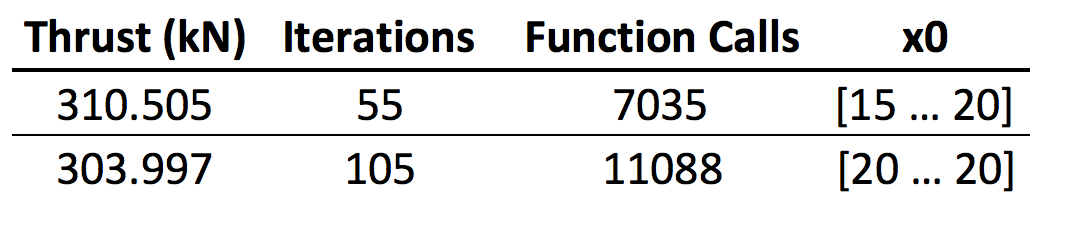 Thrust (kN) Iterations Function Calls x0
310.505 55 7035 [15 ... 20]
303.997 105 11088 [20 ... 20]